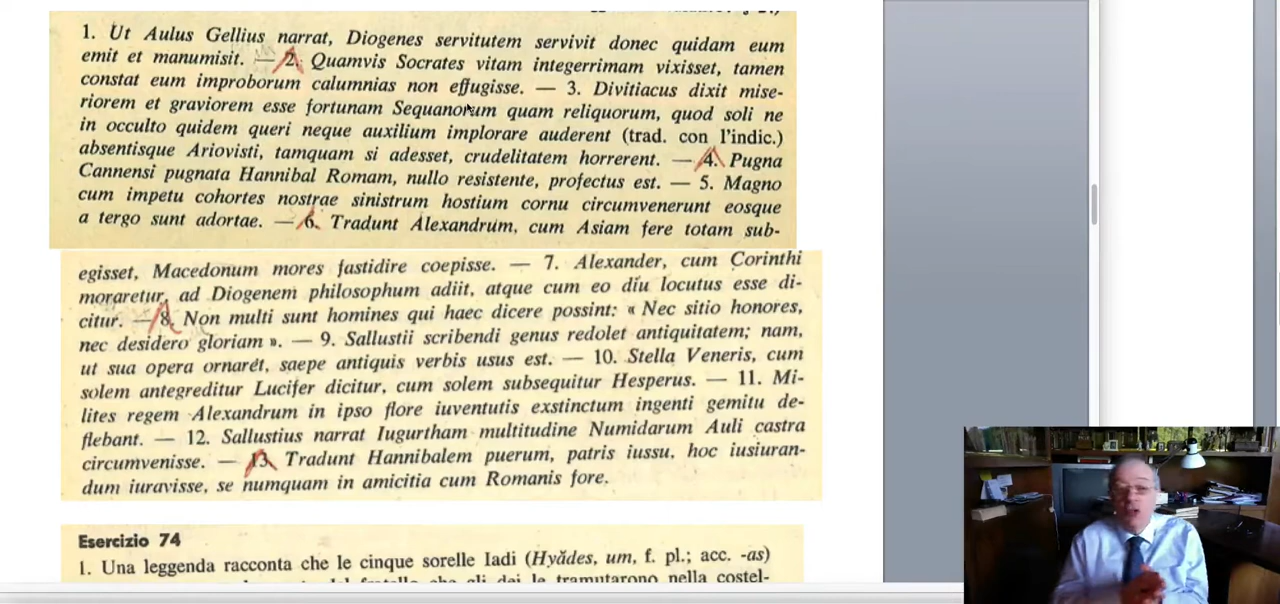 1. Ut Aulus Gellius narrat, Diogenes servitutem servivit donec quidam eum
emit et manumisit. — 2. Quamvis Socrates vitam integerrimam vixisset, tamen
constat eum improborum calumnias non effugisse. — 3. Divitiacus dixit mise-
riorem et graviorem esse fortunam Sequanorum quam reliquorum, quod soli ne
in occulto quidem queri neque auxilium implorare auderent (trad. con l'indic.)
absentisque Ariovisti, tamquam si adesset, crudelitatem horrerent. — 4. Pugna
Cannensi pugnata Hannibal Romam, nullo resistente, profectus est. — 5. Magno
cum impetu cohortes nostrae sinistrum hostium cornu circumvenerunt eosque
a tergo sunt adortae. — 6. Tradunt Alexandrum, cum Asiam fere totam sub-
egisset, Macedonum mores fastidire coepisse. — 7. Alexander, cum Corinthi
moraretur, ad Diogenem philosophum adiit, atque cum eo diu locutus esse di-
citur. — 8. Non multi sunt homines qui haec dicere possint: « Nec sitio honores,
nec desidero gloriam ». — 9. Sallustii scribendi genus redolet antiquitatem; nam,
ut sua opera ornaret, saepe antiquis verbis usus est. — 10. Stella Veneris, cum
solem antegreditur Lucifer dicitur, cum solem subsequitur Hesperus. — 11. Mi-
lites regem Alexandrum in ipso flore iuventutis exstinctum ingenti gemitu de-
flebant. — 12. Sallustius narrat Iugurtham multitudine Numidarum Auli castra
circumvenisse. — 13. Tradunt Hannibalem puerum, patris iussu, hoc iusiuran-
dum iuravisse, se numquam in amicitia cum Romanis fore.
Esercizio 74
1. Una leggenda racconta che le cinque sorelle Iadi (Hyădes, um, f. pl.; acc. -as)
che gli dei le tramutarono nella costel-